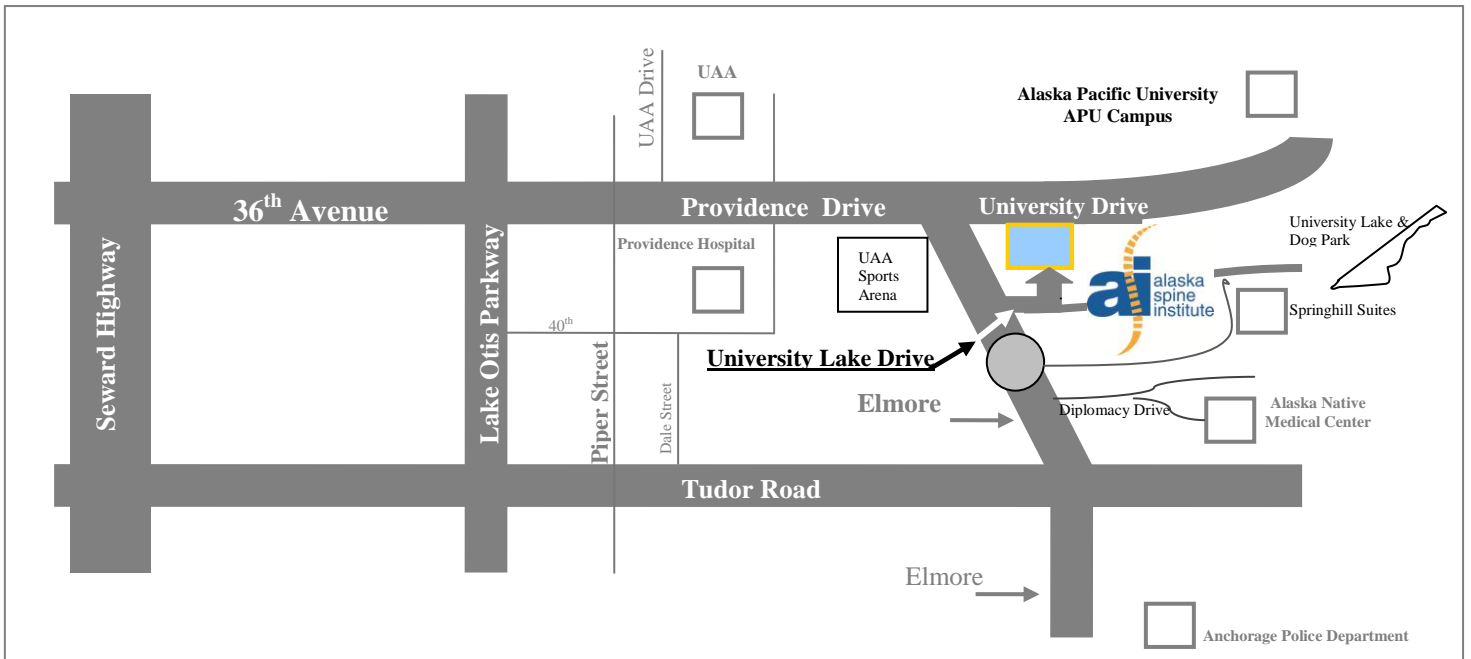 UAA Drive
UAA
Alaska Pacific University
APU Campus
36th Avenue
Providence Drive
University Drive
Seward Highway
Lake Otis Parkway
Providence Hospital
UAA
Sports
Arena
alaska
spine
institute
asi
University Lake &
Dog Park
Springhill Suites
40th
University Lake Drive
Piper Street
Dale Street
Elmore
Diplomacy Drive
Alaska Native
Medical Center
Tudor Road
Elmore
Anchorage Police Department